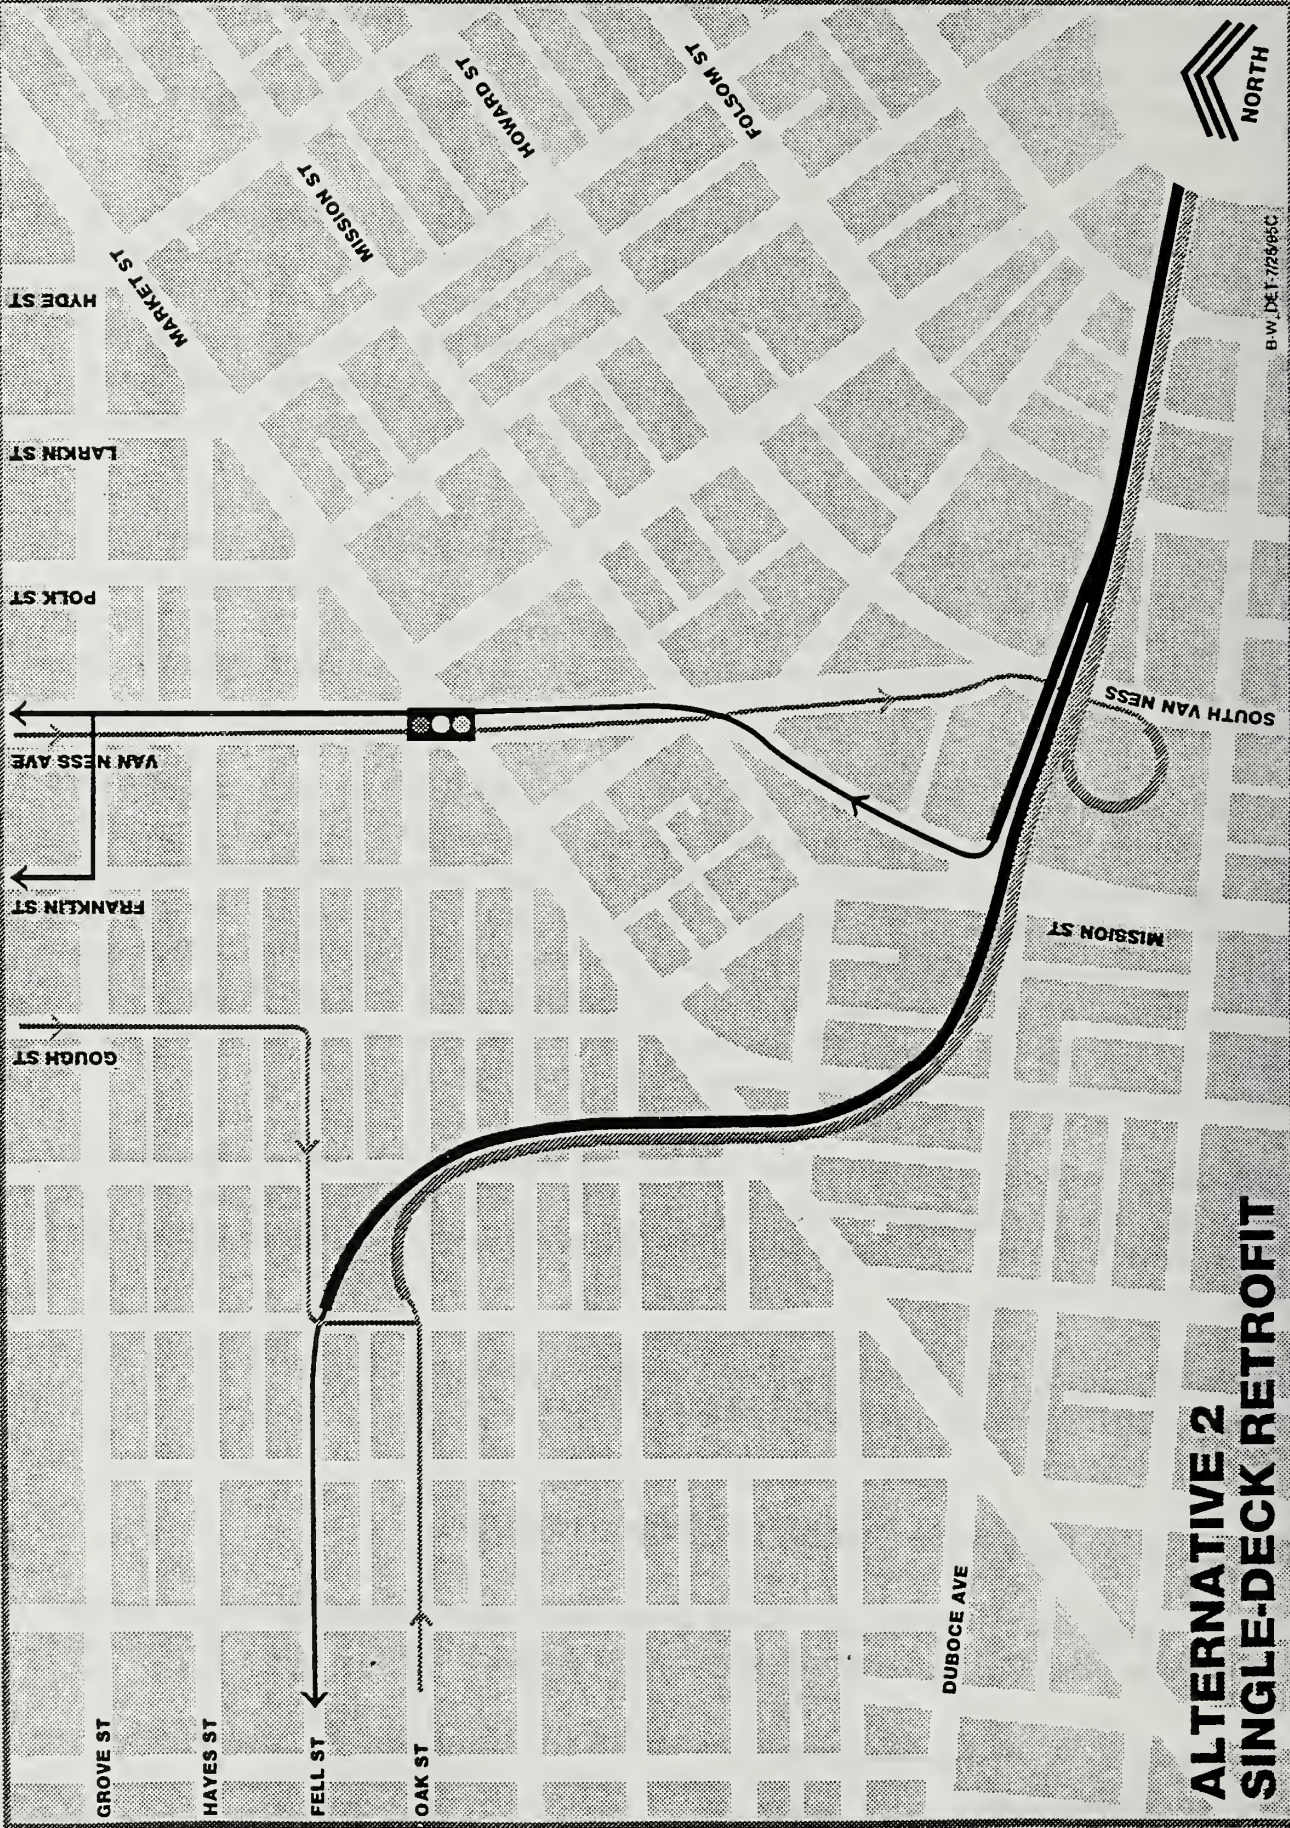 GROVE ST
HAYES ST
FELL ST
OAK ST
GOUGH ST
FRANKLIN ST
VAN NESS AVE
POLK ST
LARKIN ST
HYDE ST
MARKET ST
MISSION ST
HOWARD ST
FOLSOM ST
SOUTH VAN NESS
MISSION ST
DUBOCE AVE
NORTH
B-W_DET-7/26/95C
ALTERNATIVE 2
SINGLE-DECK RETROFIT